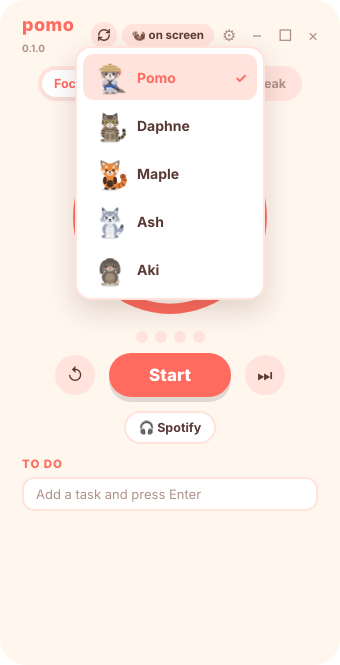 pomo
0.1.0
on screen
Foc
eak
Pomo
Daphne
Maple
Ash
Aki
Start
Spotify
TO DO
Add a task and press Enter